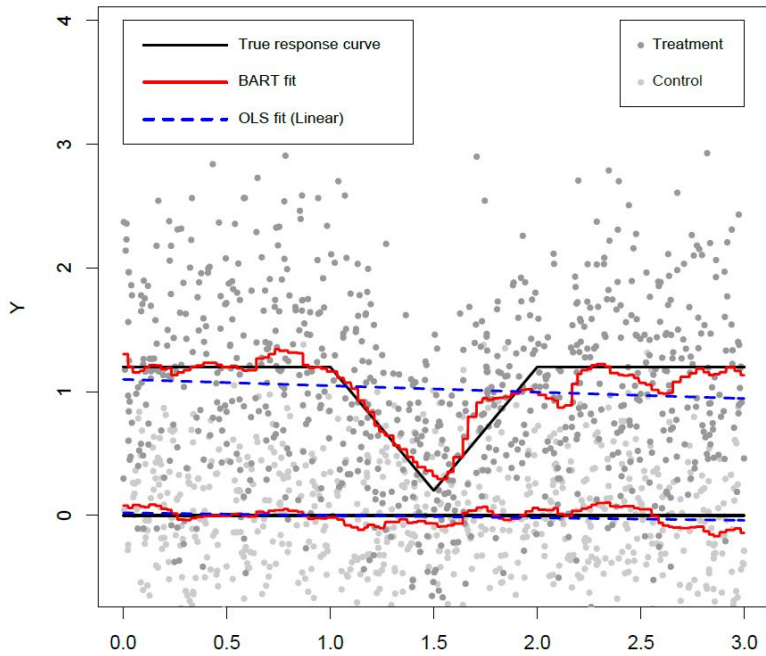 4
True response curve
BART fit
OLS fit (Linear)
Treatment
Control
3
2
Y
1
0
0.0 0.5 1.0 1.5 2.0 2.5 3.0